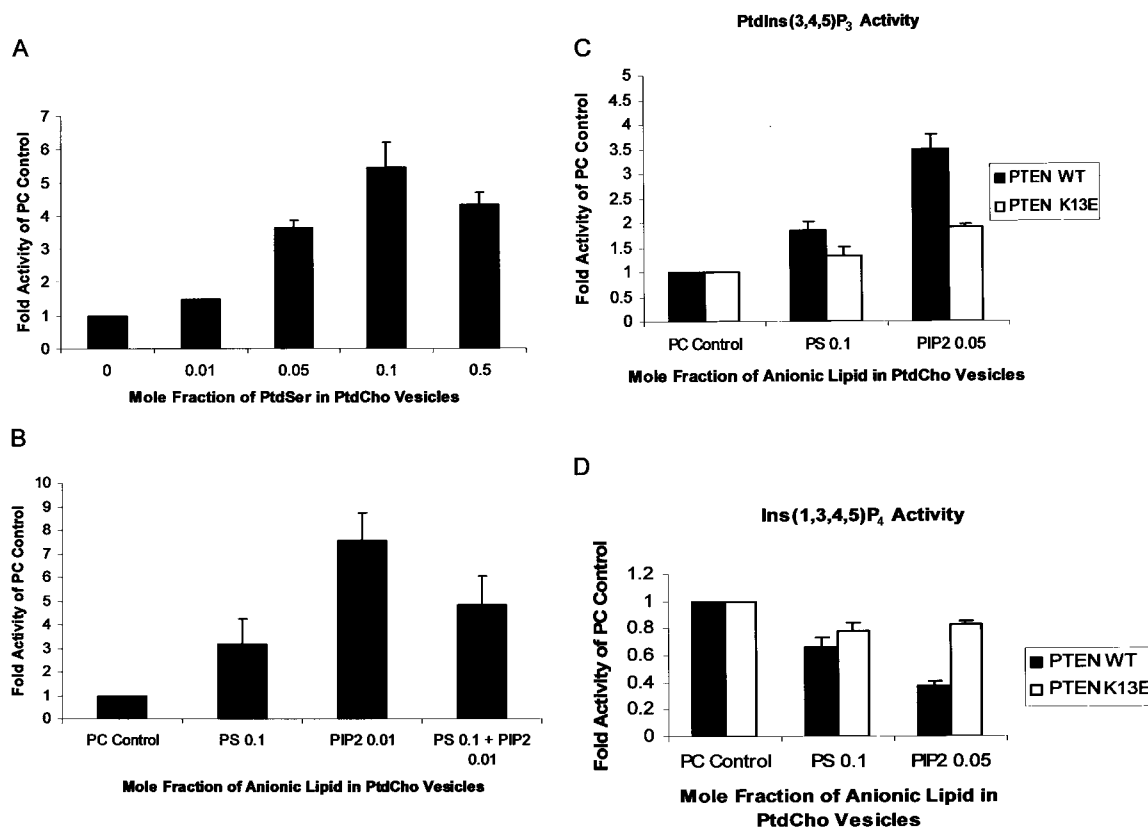 A
Fold Activity of PC Control
7
6
5
4
3
2
1
0
0 0.01 0.05 0.1 0.5
Mole Fraction of PtdSer in PtdCho Vesicles
B
Fold Activity of PC Control
10
9
8
7
6
5
4
3
2
1
0
PC Control PS 0.1 PIP2 0.01 PS 0.1 + PIP2
0.01
Mole Fraction of Anionic Lipid in PtdCho Vesicles
PtdIns(3,4,5)P3 Activity
C
Fold Activity of PC Control
5
4.5
4
3.5
3
2.5
2
1.5
1
0.5
0
PTEN WT
PTEN K13E
PC Control PS 0.1 PIP2 0.05
Mole Fraction of Anionic Lipid in PtdCho Vesicles
D
Ins(1,3,4,5)P4 Activity
Fold Activity of PC Control
1.2
1
0.8
0.6
0.4
0.2
0
PTEN WT
PTEN K13E
PC Control PS 0.1 PIP2 0.05
Mole Fraction of Anionic Lipid in
PtdCho Vesicles